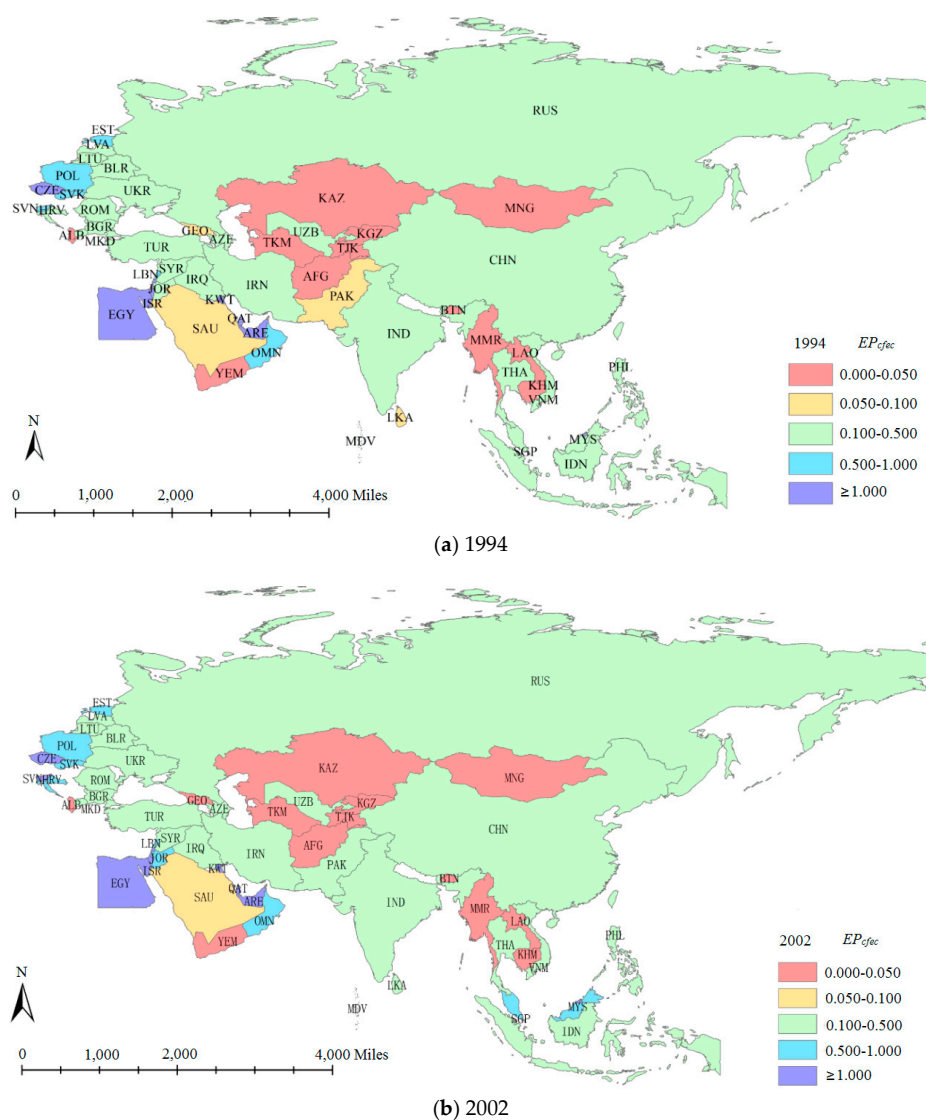 RUS
EST
LVA
LTU
BLR
POL
CZE
SVK
UKR
KAZ
MNG
SVN
HRV
ROM
BGR
ALB
MKD
GEO
AZE
UZB
KGZ
TUR
TKM
TJK
CHN
LBN
SYR
JOR
IRQ
IRN
AFG
ISR
KWT
PAK
EGY
QAT
SAU
ARE
IND
BTN
OMN
MMR
LAO
YEM
THA
PHL
KHM
VNM
LKA
MDV
MYS
SGP
IDN
1994 EPcfec
0.000-0.050
0.050-0.100
0.100-0.500
0.500-1.000
≥1.000
N
0 1,000 2,000 4,000 Miles
(a) 1994
RUS
EST
LVA
LTU
BLR
POL
CZE
SVK
UKR
KAZ
MNG
SVN
HRV
ROM
BGR
ALB
MKD
GEO
AZE
UZB
KGZ
TUR
TKM
TJK
CHN
LBN
SYR
JOR
IRQ
IRN
AFG
ISR
KWT
PAK
EGY
QAT
SAU
ARE
IND
BTN
OMN
MMR
LAO
YEM
THA
PHL
KHM
VNM
LKA
MDV
MYS
SGP
IDN
2002 EPcfec
0.000-0.050
0.050-0.100
0.100-0.500
0.500-1.000
≥1.000
N
0 1,000 2,000 4,000 Miles
(b) 2002